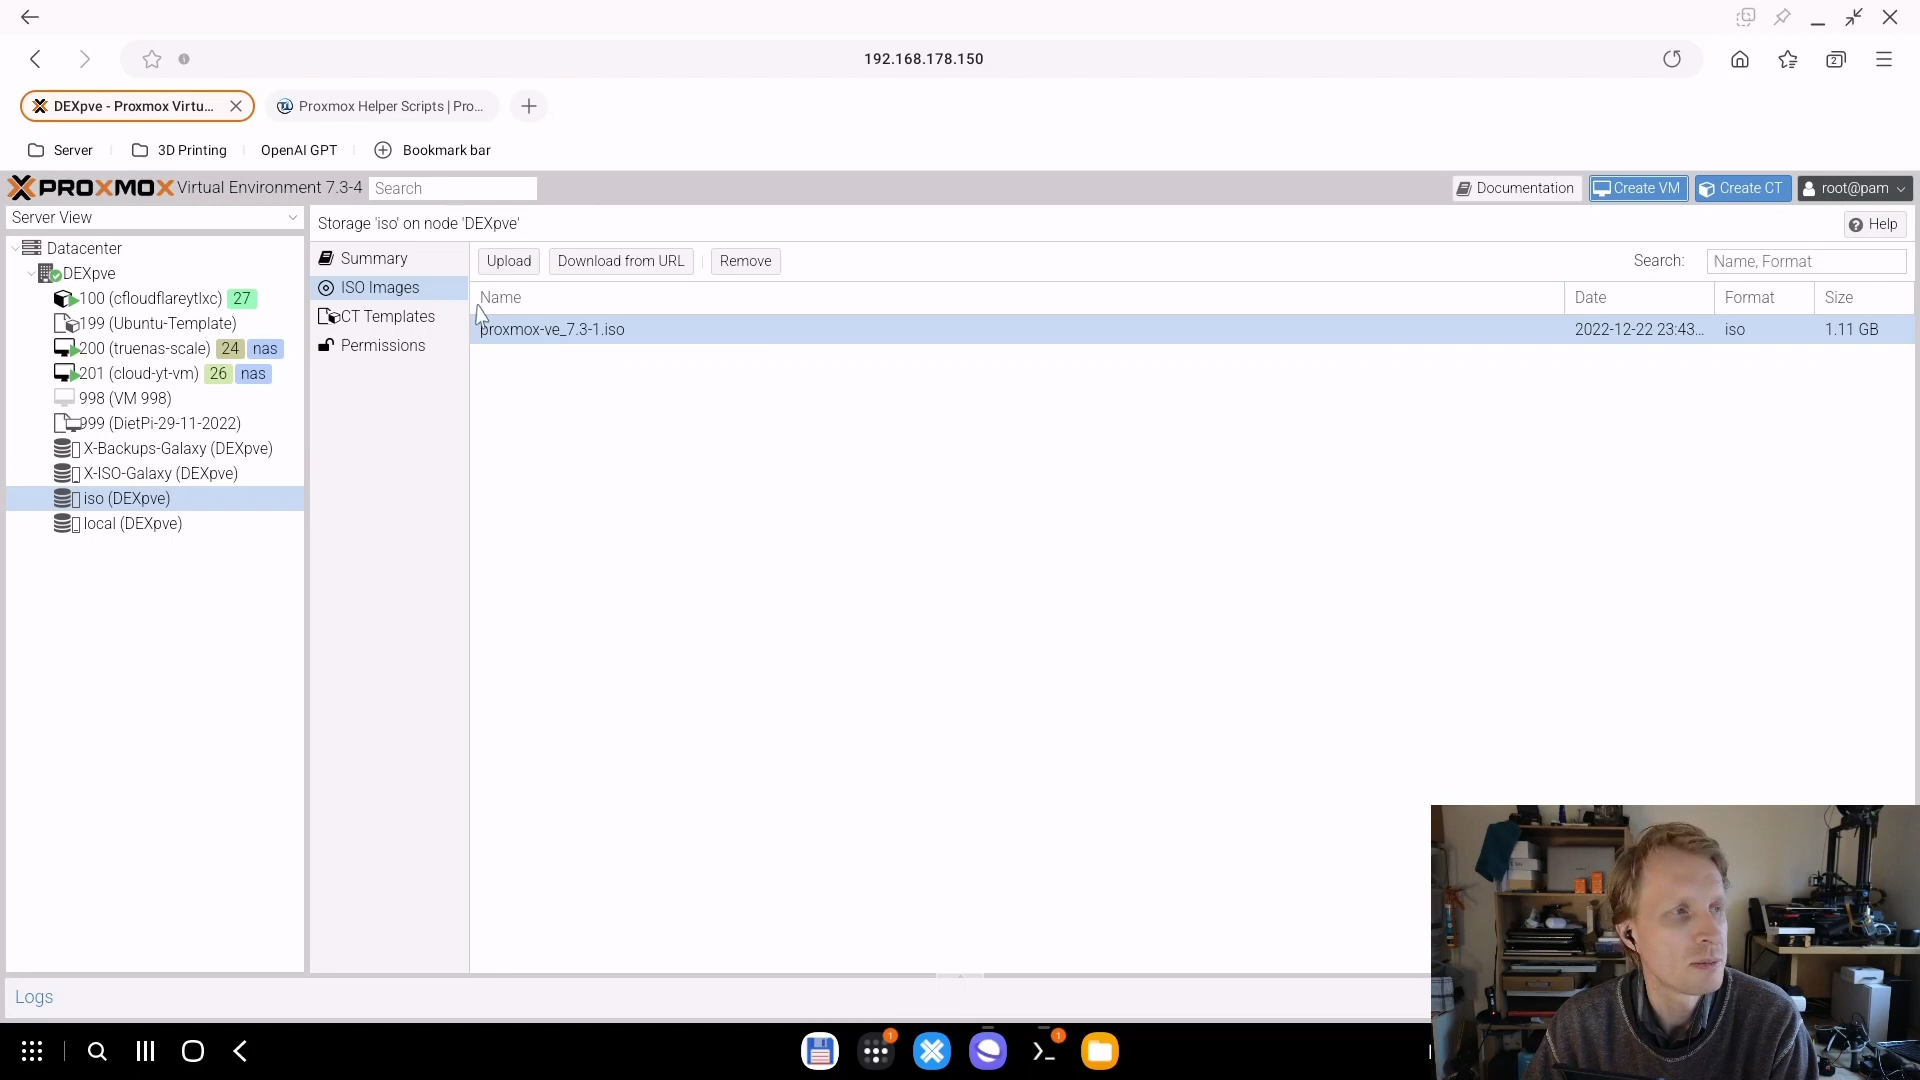 192.168.178.150
2
DEXpve - Proxmox Virtu...
Proxmox Helper Scripts | Pro...
Server
3D Printing
OpenAI GPT
Bookmark bar
PROXMOX Virtual Environment 7.3-4
Search
Documentation
Create VM
Create CT
root@pam
Server View
Storage 'iso' on node 'DEXpve'
Help
Datacenter
DEXpve
100 (cfloudflareytlxc) 27
199 (Ubuntu-Template)
200 (truenas-scale) 24 nas
201 (cloud-yt-vm) 26 nas
998 (VM 998)
999 (DietPi-29-11-2022)
X-Backups-Galaxy (DEXpve)
X-ISO-Galaxy (DEXpve)
iso (DEXpve)
local (DEXpve)
Summary
ISO Images
CT Templates
Permissions
Upload
Download from URL
Remove
Search:
Name, Format
Name
Date
Format
Size
proxmox-ve_7.3-1.iso
2022-12-22 23:43...
iso
1.11 GB
Logs
1
1